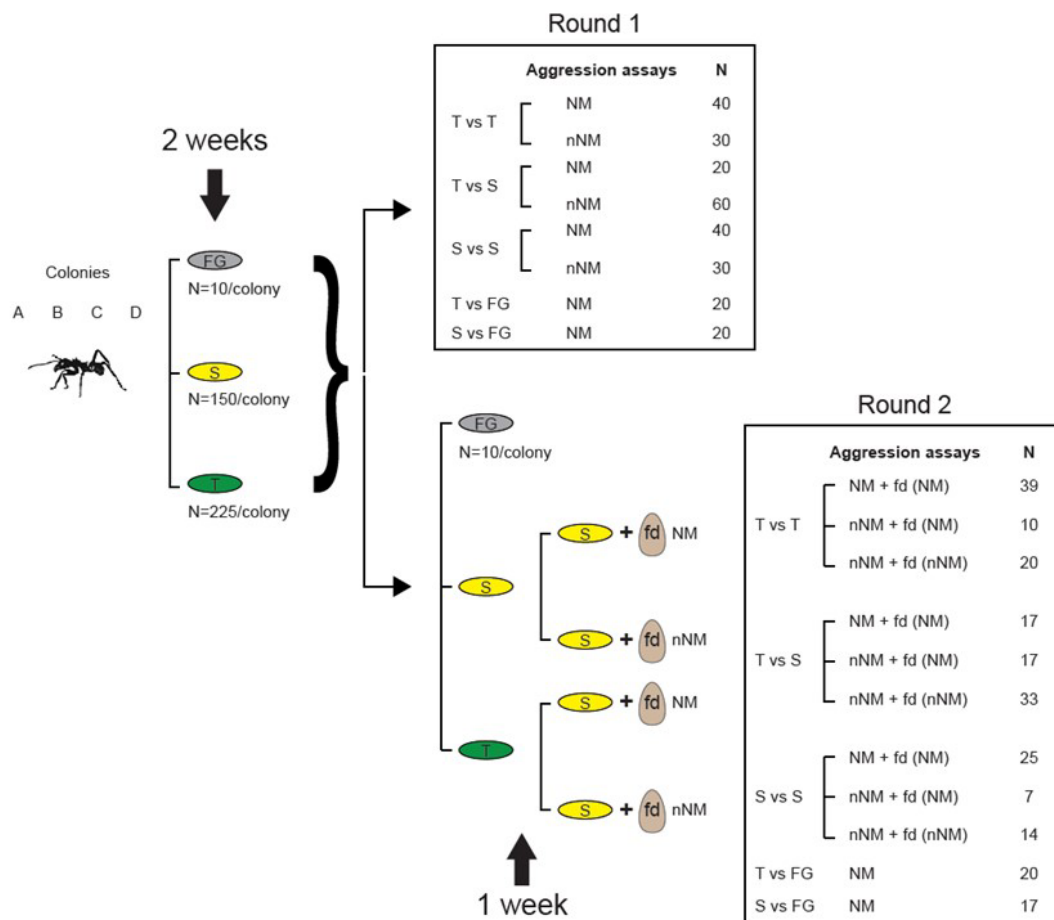 Round 1
Aggression assays N
T vs T
NM 40
nNM 30
T vs S
NM 20
nNM 60
S vs S
NM 40
nNM 30
T vs FG NM 20
S vs FG NM 20
2 weeks
Colonies
A B C D
FG
N=10/colony
S
N=150/colony
T
N=225/colony
FG
N=10/colony
S
S + fd NM
S + fd nNM
T
S + fd NM
S + fd nNM
1 week
Round 2
Aggression assays N
T vs T
NM + fd (NM) 39
nNM + fd (NM) 10
nNM + fd (nNM) 20
T vs S
NM + fd (NM) 17
nNM + fd (NM) 17
nNM + fd (nNM) 33
S vs S
NM + fd (NM) 25
nNM + fd (NM) 7
nNM + fd (nNM) 14
T vs FG NM 20
S vs FG NM 17